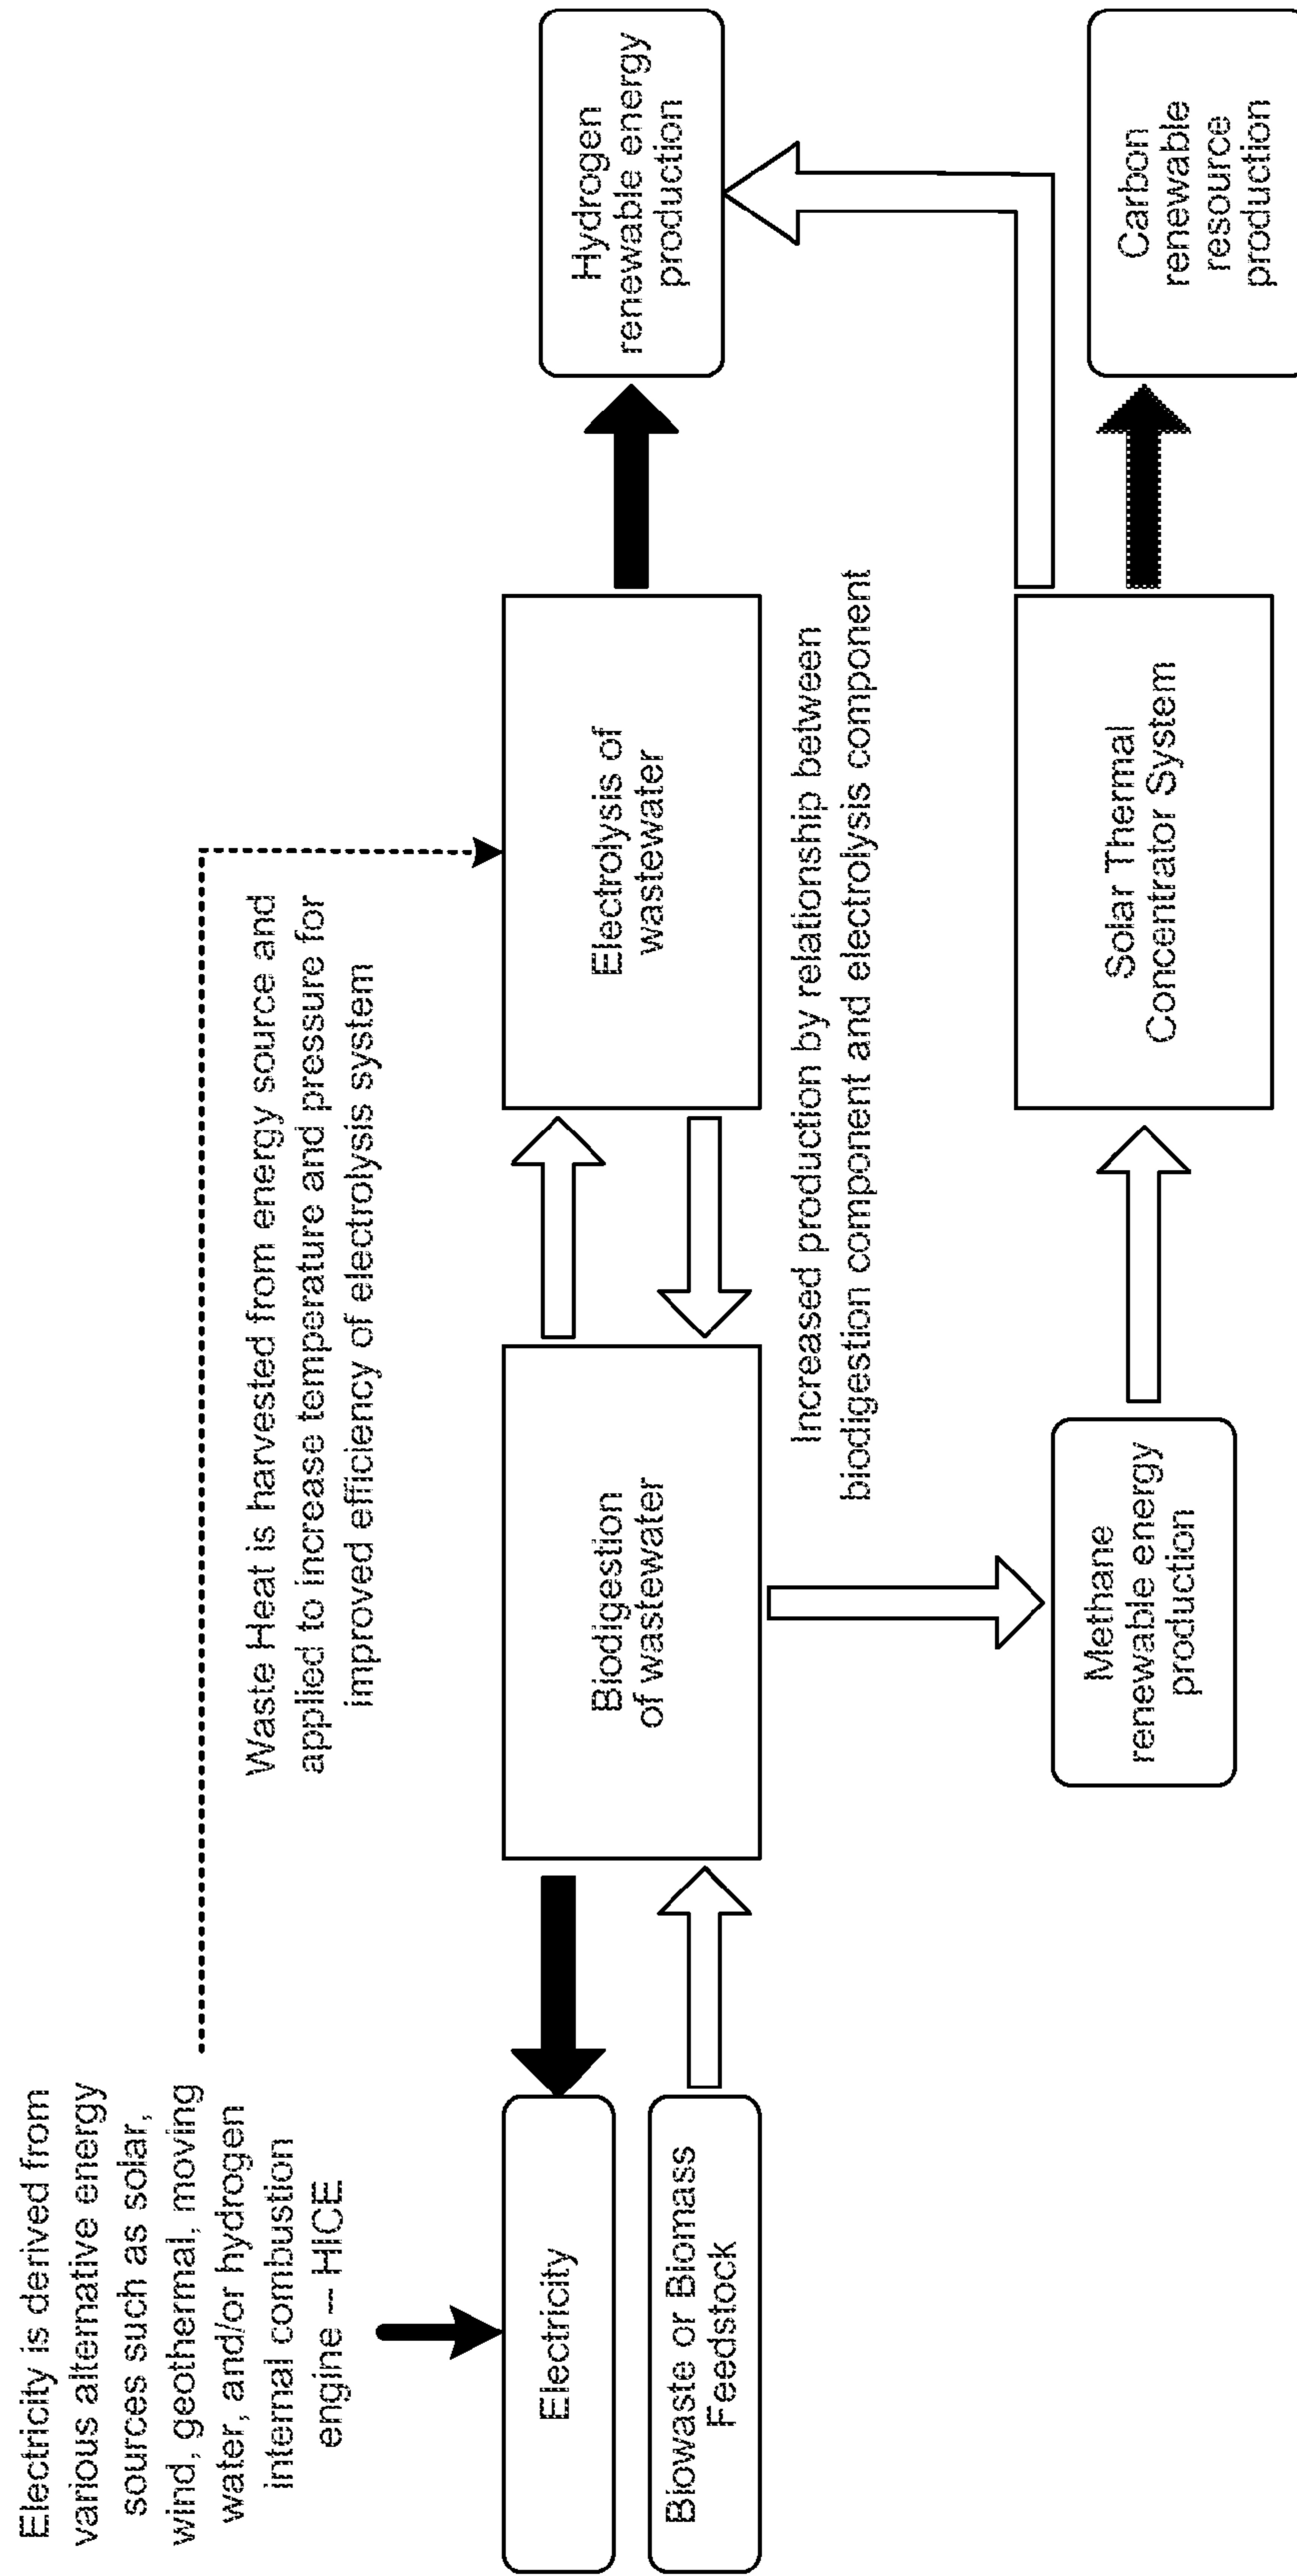 Electricity is derived from
various alternative energy
sources such as solar,
wind, geothermal, moving
water, and/or hydrogen
internal combustion
engine -- HICE
Waste Heat is harvested from energy source and
applied to increase temperature and pressure for
improved efficiency of electrolysis system
Electricity
Biowaste or Biomass
Feedstock
Biodigestion
of wastewater
Electrolysis of
wastewater
Hydrogen
renewable energy
production
Increased production by relationship between
biodigestion component and electrolysis component
Methane
renewable energy
production
Solar Thermal
Concentrator System
Carbon
renewable
resource
production